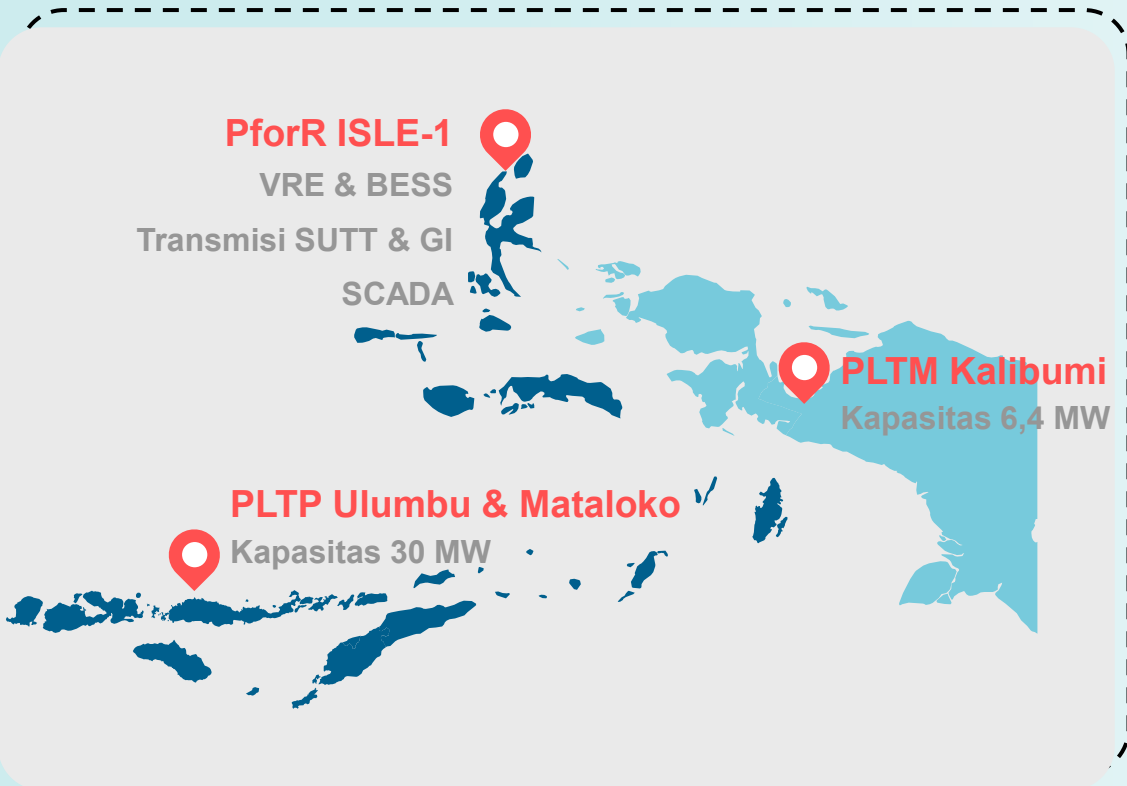 PforR ISLE-1
VRE & BESS
Transmisi SUTT & GI
SCADA
PLTM Kalibumi
Kapasitas 6,4 MW
PLTP Ulumbu & Mataloko
Kapasitas 30 MW